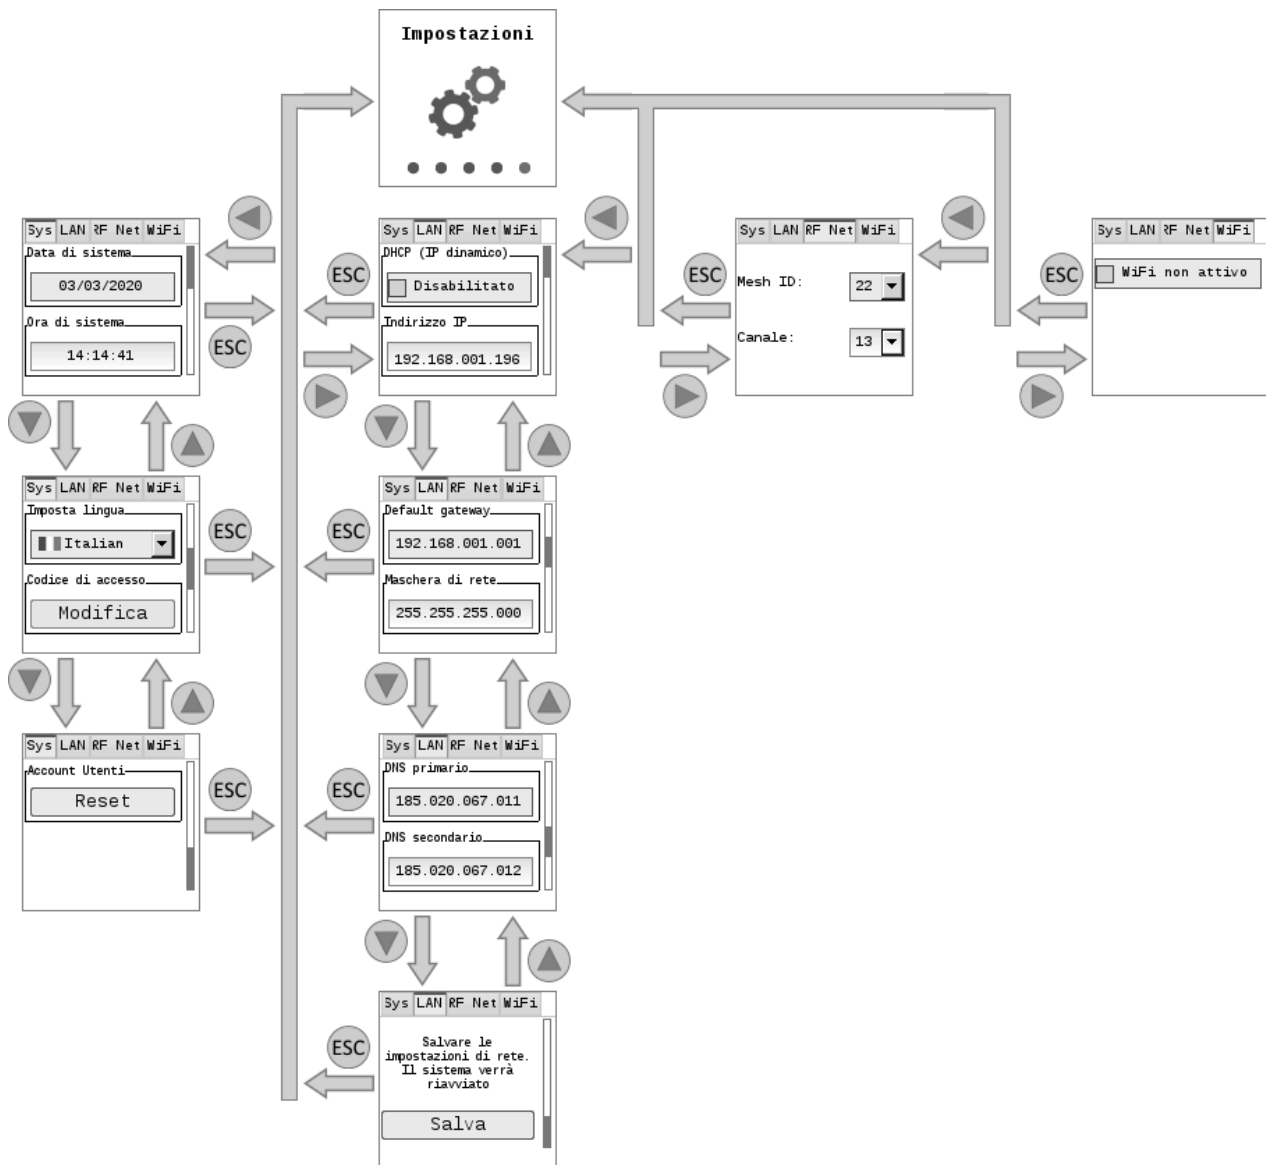 Impostazioni
Sys LAN RF Net WiFi
Data di sistema
03/03/2020
Ora di sistema
14:14:41
ESC
Sys LAN RF Net WiFi
DHCP (IP dinamico)
Disabilitato
Indirizzo IP
192.168.001.196
ESC
Sys LAN RF Net WiFi
Mesh ID:
22
Canale:
13
ESC
Sys LAN RF Net WiFi
WiFi non attivo
ESC
Sys LAN RF Net WiFi
Imposta lingua
Italian
Codice di accesso
Modifica
ESC
Sys LAN RF Net WiFi
Default gateway
192.168.001.001
Maschera di rete
255.255.255.000
ESC
Sys LAN RF Net WiFi
Account Utenti
Reset
ESC
Sys LAN RF Net WiFi
DNS primario
185.020.067.011
DNS secondario
185.020.067.012
ESC
Sys LAN RF Net WiFi
Salvare le
impostazioni di rete.
Il sistema verrà
riavviato
Salva
ESC